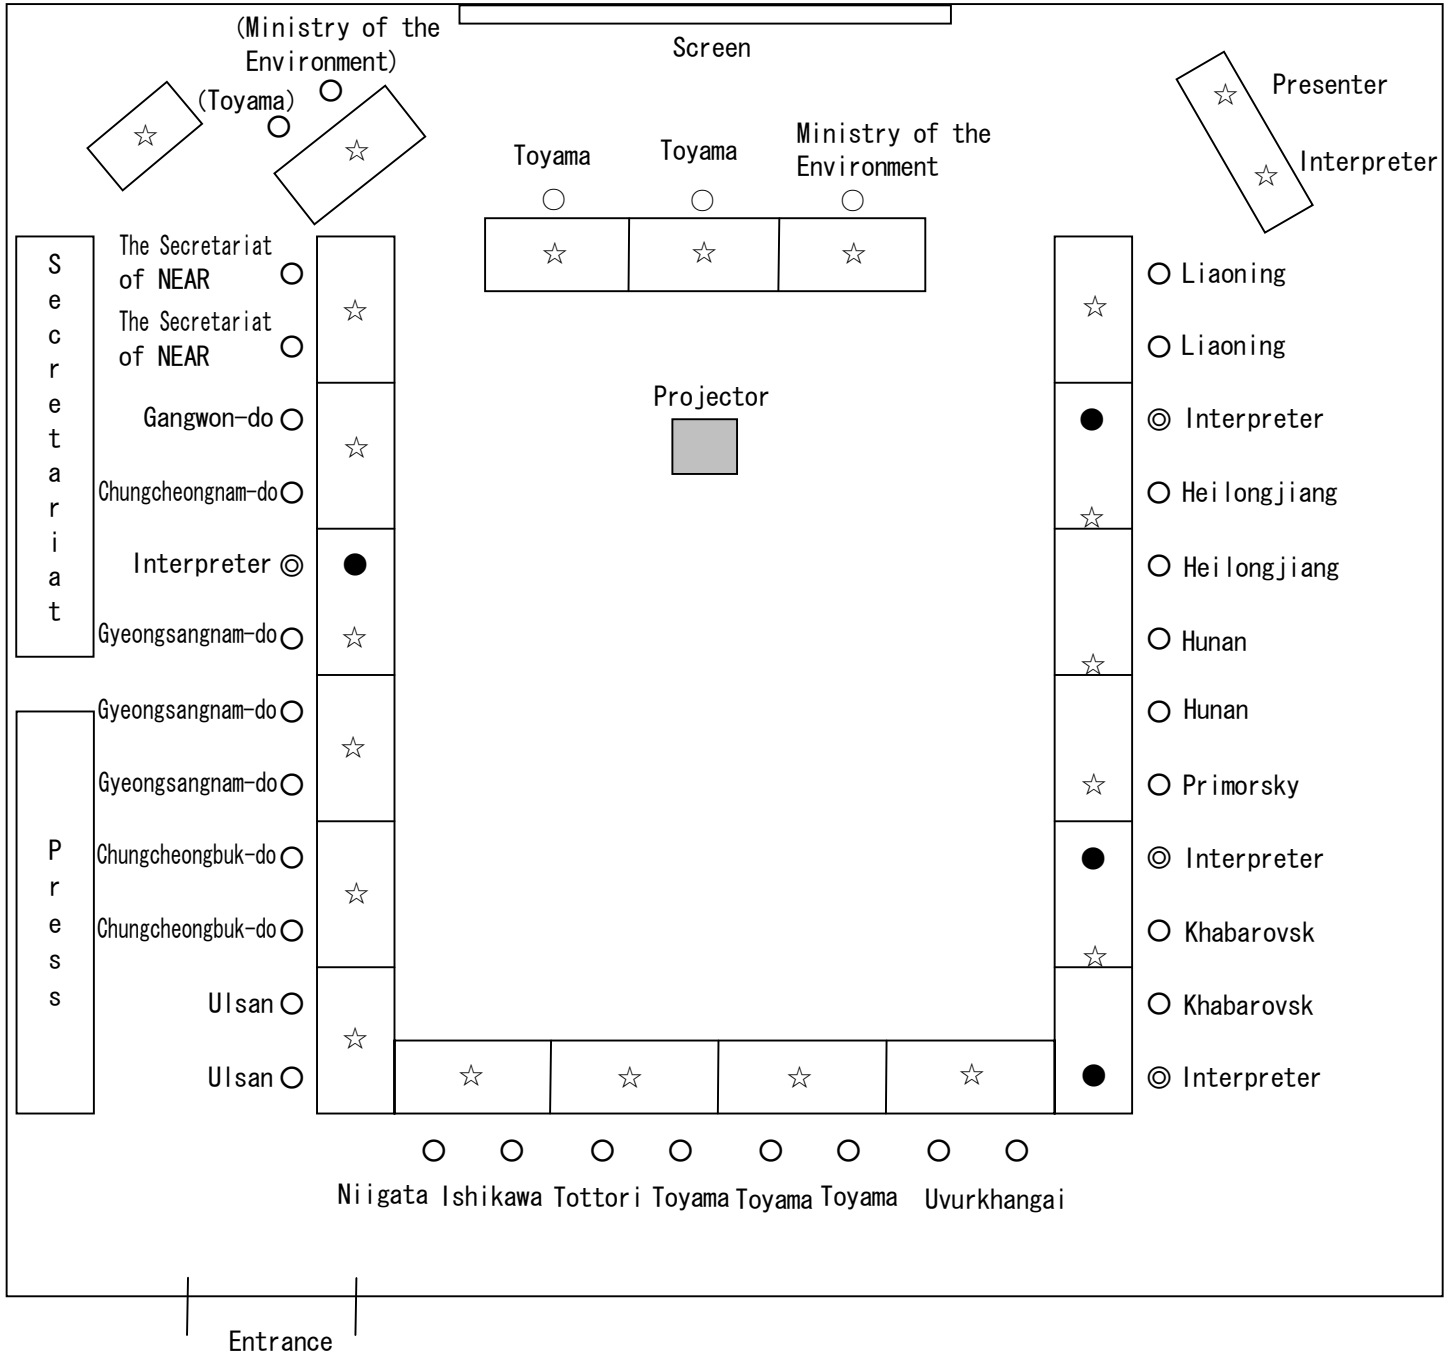 (Ministry of the
Environment)
Screen
(Toyama)
Presenter
Interpreter
Toyama
Toyama
Ministry of the
Environment
Secretariat
The Secretariat
of NEAR
The Secretariat
of NEAR
Gangwon-do
Chungcheongnam-do
Interpreter
Gyeongsangnam-do
Gyeongsangnam-do
Gyeongsangnam-do
Chungcheongbuk-do
Chungcheongbuk-do
Ulsan
Ulsan
Press
Projector
Liaoning
Liaoning
Interpreter
Heilongjiang
Heilongjiang
Hunan
Hunan
Primorsky
Interpreter
Khabarovsk
Khabarovsk
Interpreter
Niigata Ishikawa Tottori Toyama Toyama Toyama Uvurkhangai
Entrance